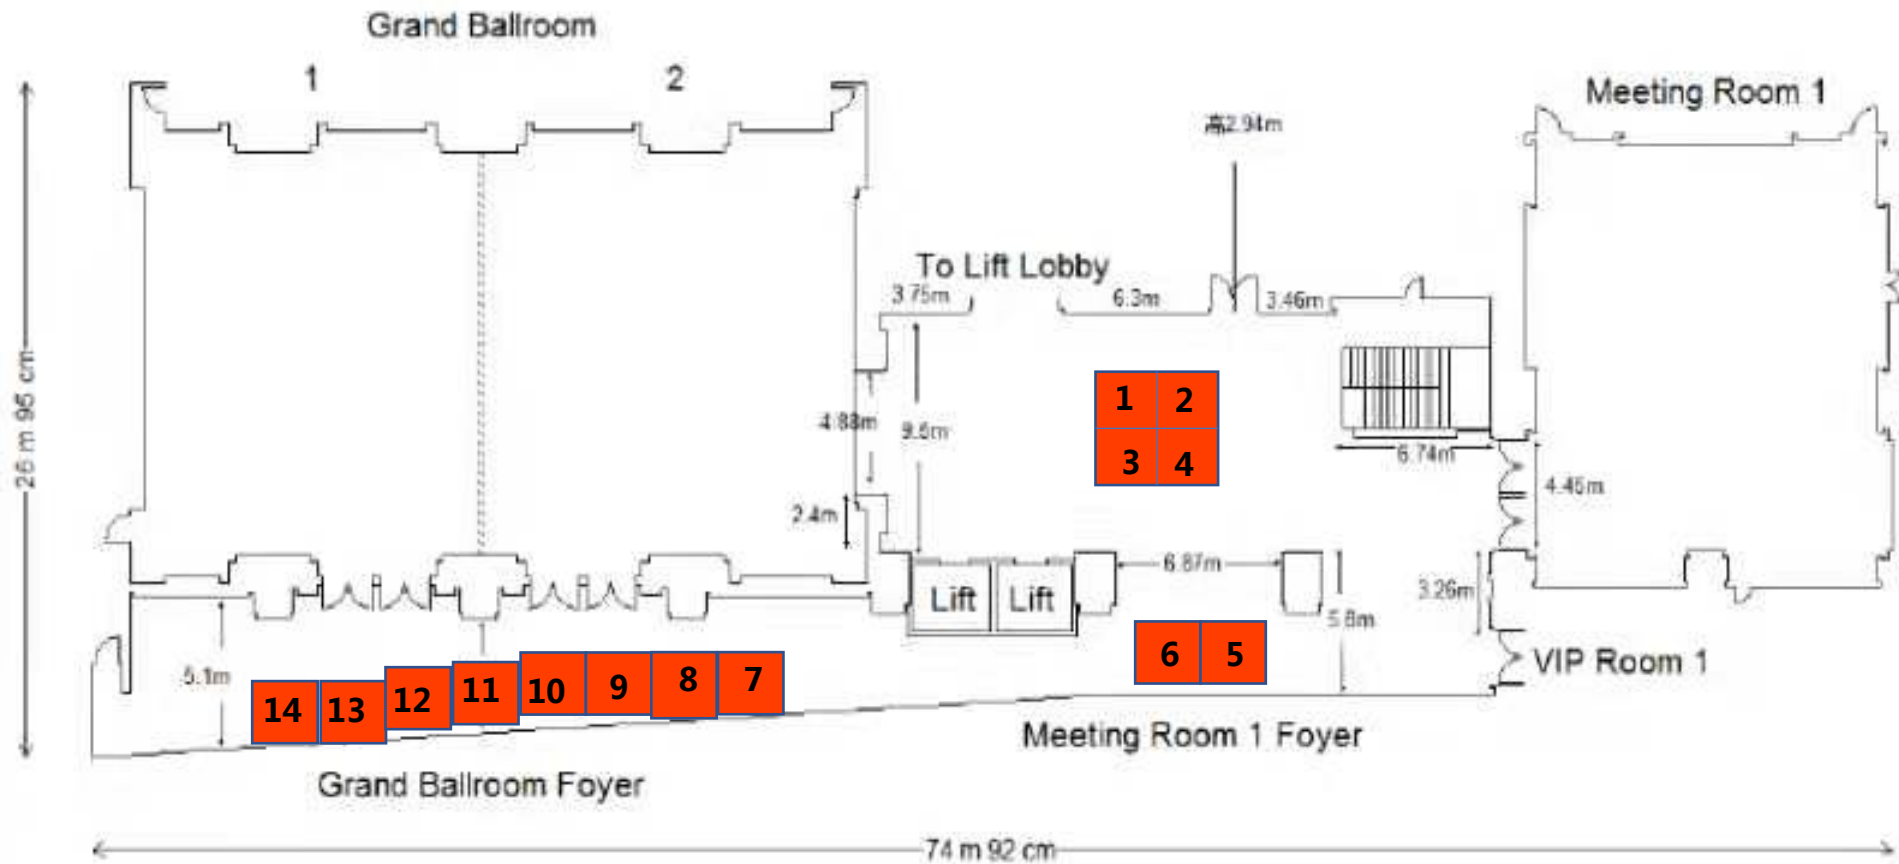 Grand Ballroom
1 2
Meeting Room 1
高2.94m
To Lift Lobby
3.75m 6.3m 3.46m
26 m 95 cm
1 2
4.88m 9.6m
3 4
6.74m
4.45m
2.4m
6.87m
Lift Lift
3.26m
5.8m
5.1m
6 5
VIP Room 1
14 13 12 11 10 9 8 7
Meeting Room 1 Foyer
Grand Ballroom Foyer
74 m 92 cm